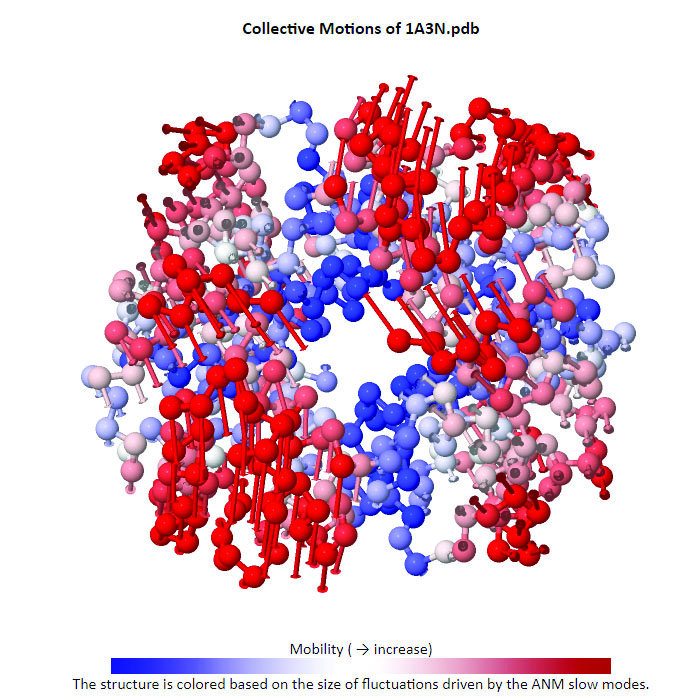 Collective Motions of 1A3N.pdb
Mobility ( → increase)
The structure is colored based on the size of fluctuations driven by the ANM slow modes.